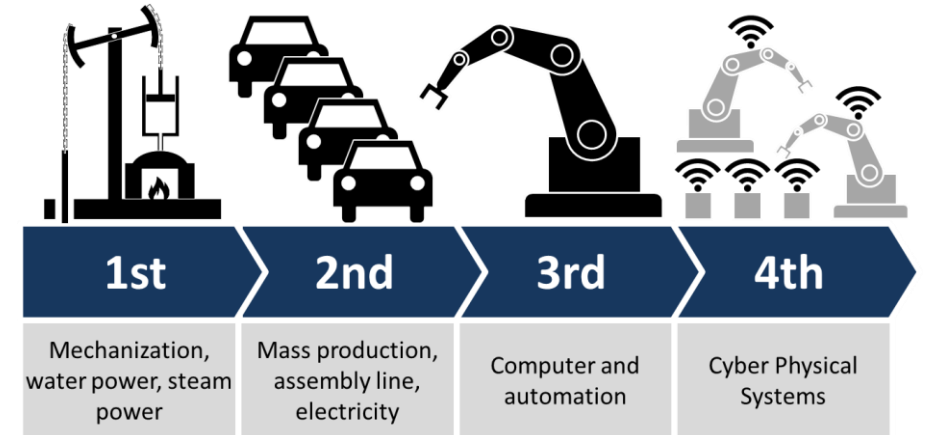 1st
2nd
3rd
4th
Mechanization,
water power, steam
power
Mass production,
assembly line,
electricity
Computer and
automation
Cyber Physical
Systems